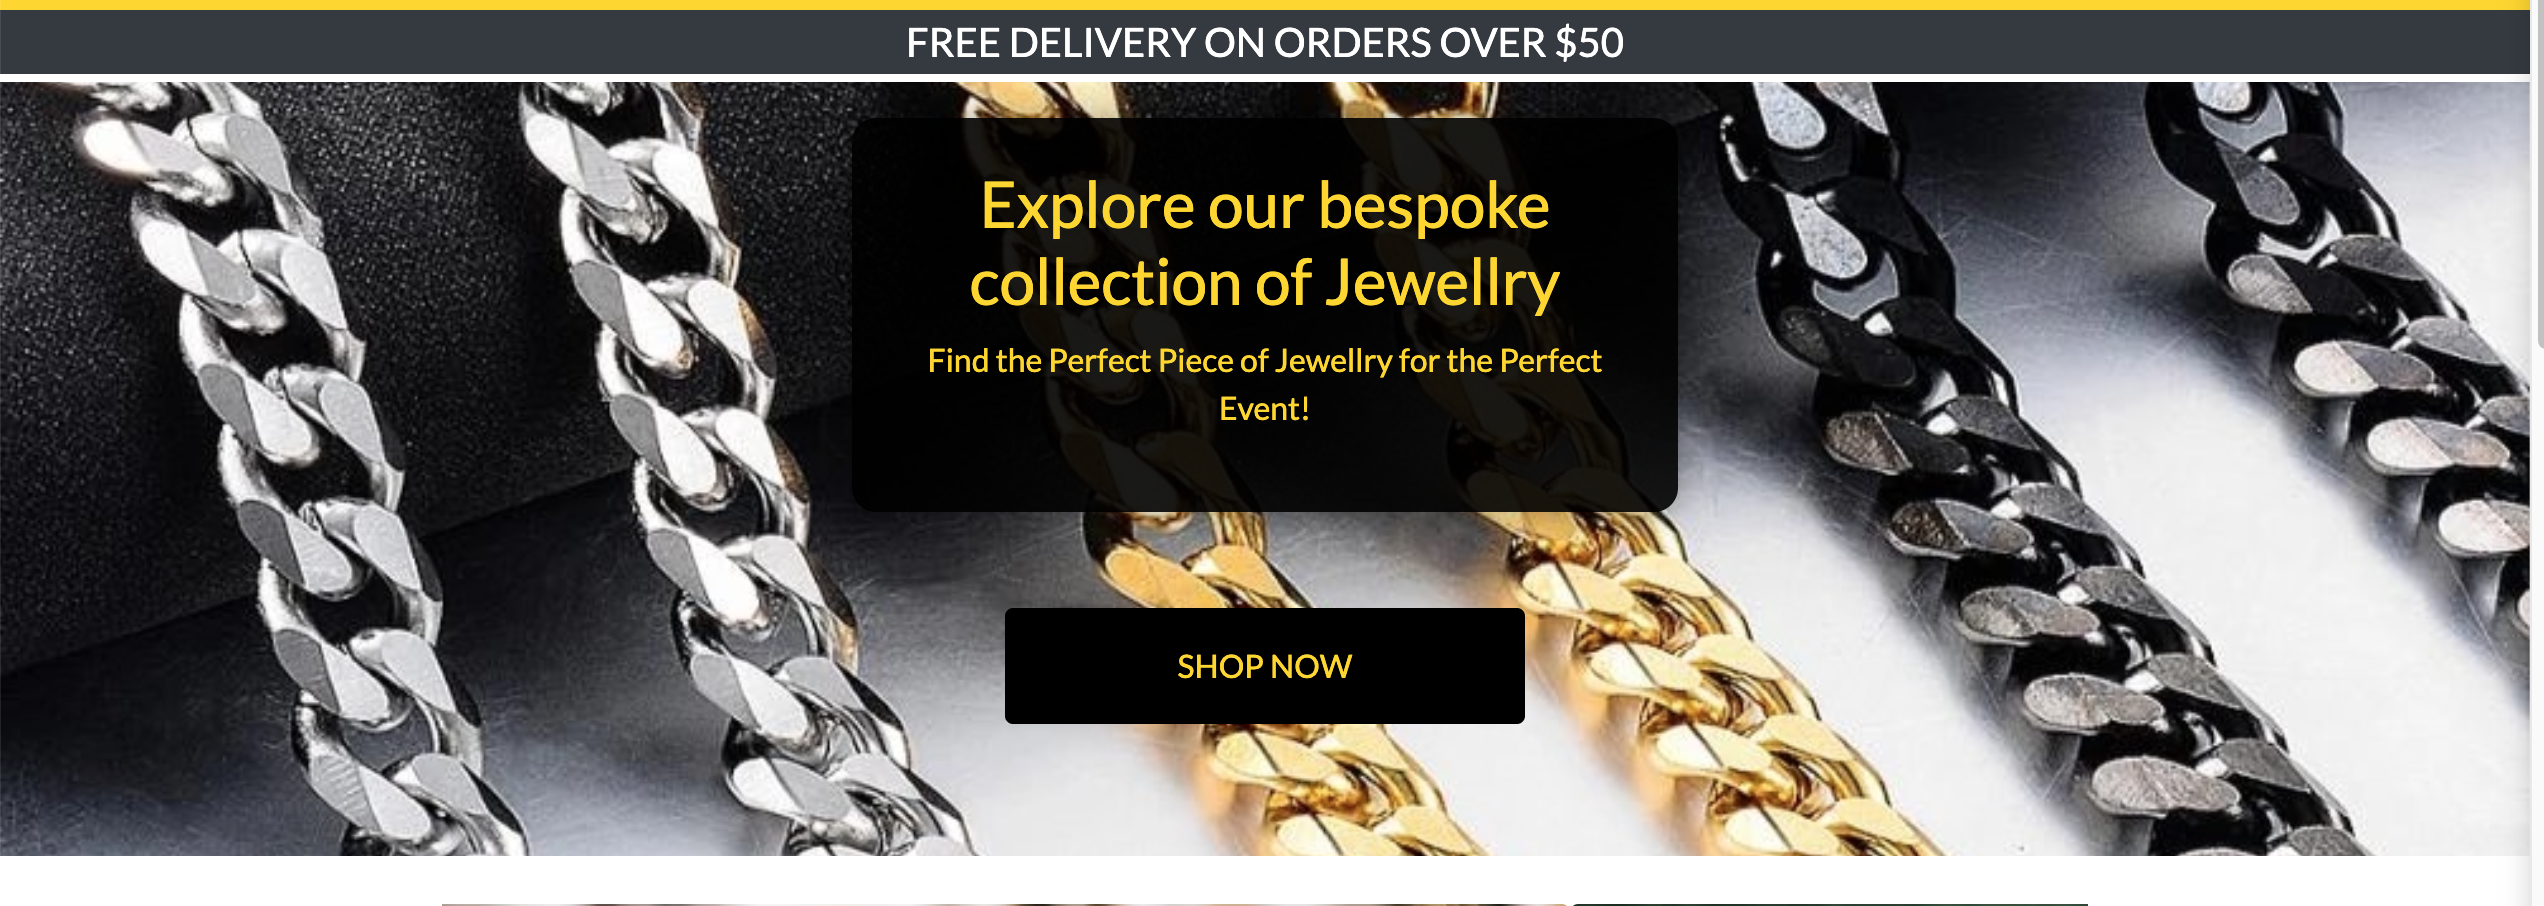 FREE DELIVERY ON ORDERS OVER $50
Explore our bespoke
collection of Jewellry
Find the Perfect Piece of Jewellry for the Perfect
Event!
SHOP NOW